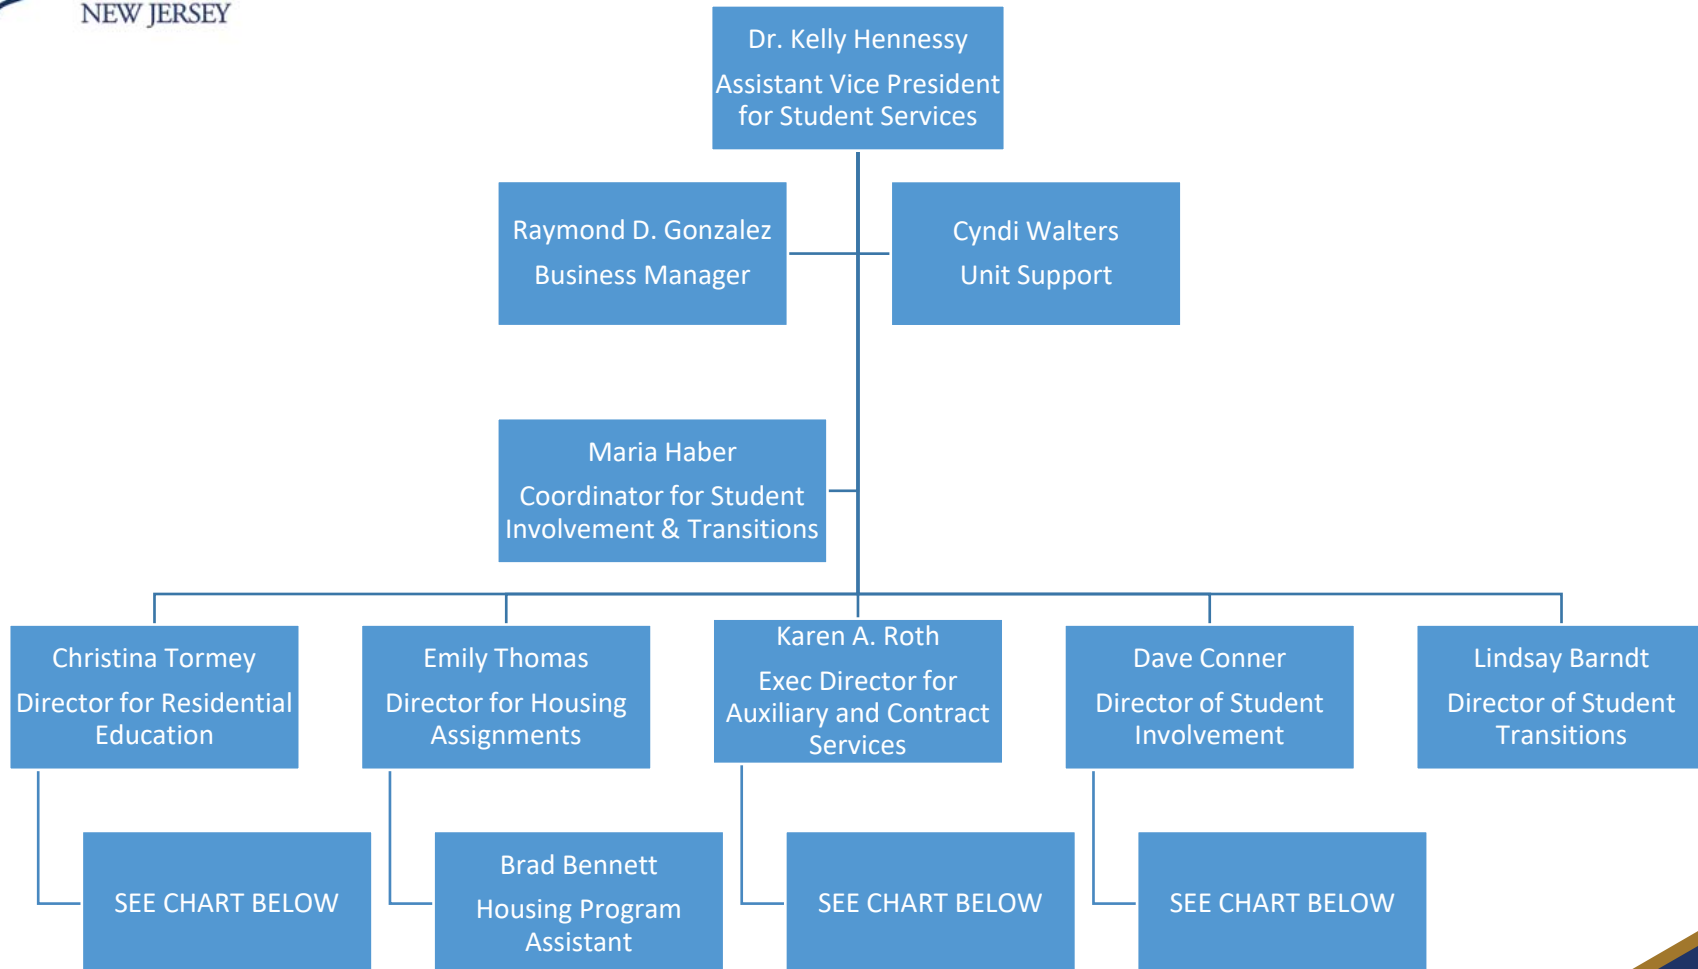 NEW JERSEY
Dr. Kelly Hennessy
Assistant Vice President
for Student Services
Raymond D. Gonzalez
Business Manager
Cyndi Walters
Unit Support
Maria Haber
Coordinator for Student
Involvement & Transitions
Christina Tormey
Director for Residential
Education
Emily Thomas
Director for Housing
Assignments
Karen A. Roth
Exec Director for
Auxiliary and Contract
Services
Dave Conner
Director of Student
Involvement
Lindsay Barndt
Director of Student
Transitions
SEE CHART BELOW
Brad Bennett
Housing Program
Assistant
SEE CHART BELOW
SEE CHART BELOW